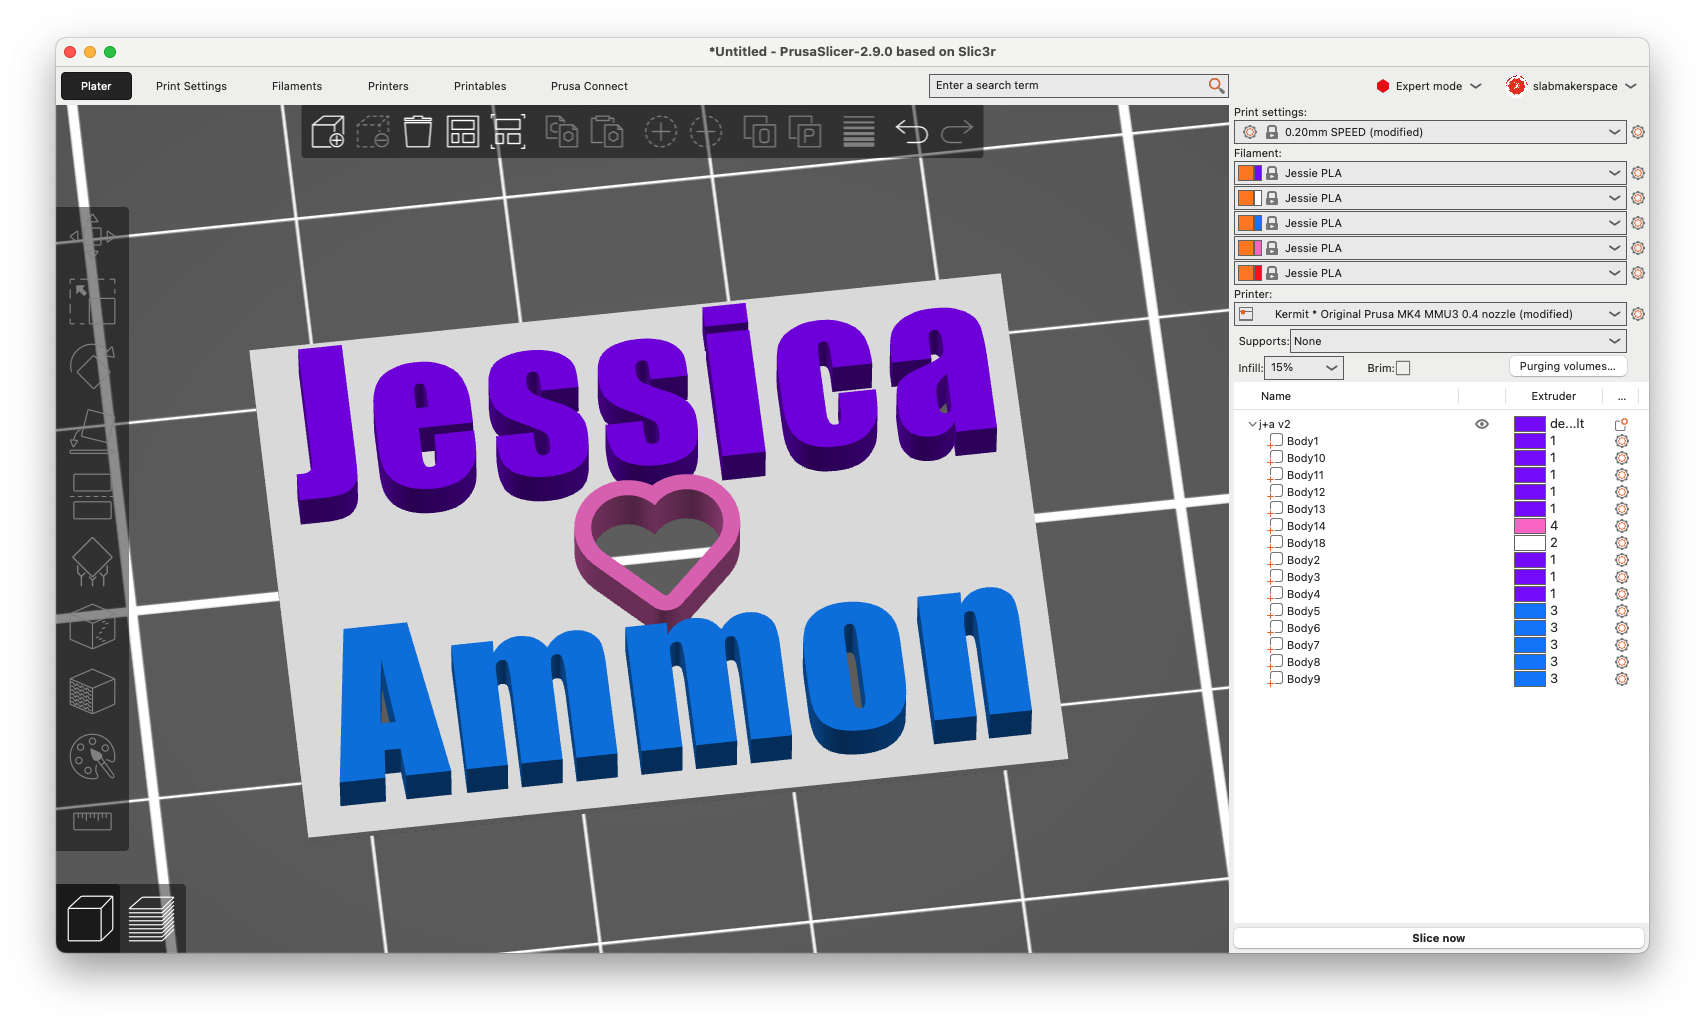 *Untitled - PrusaSlicer-2.9.0 based on Slic3r
Plater
Print Settings
Filaments
Printers
Printables
Prusa Connect
Enter a search term
Expert mode
slabmakerspace
Print settings:
0.20mm SPEED (modified)
Filament:
Jessie PLA
Jessie PLA
Jessie PLA
Jessie PLA
Jessie PLA
Printer:
Kermit * Original Prusa MK4 MMU3 0.4 nozzle (modified)
Supports: None
Infill: 15%
Brim:
Purging volumes...
Name
Extruder
...
j+a v2
de...lt
Body1
1
Body10
1
Body11
1
Body12
1
Body13
1
Body14
4
Body18
2
Body2
1
Body3
1
Body4
1
Body5
3
Body6
3
Body7
3
Body8
3
Body9
3
Slice now
Jessica
Ammon